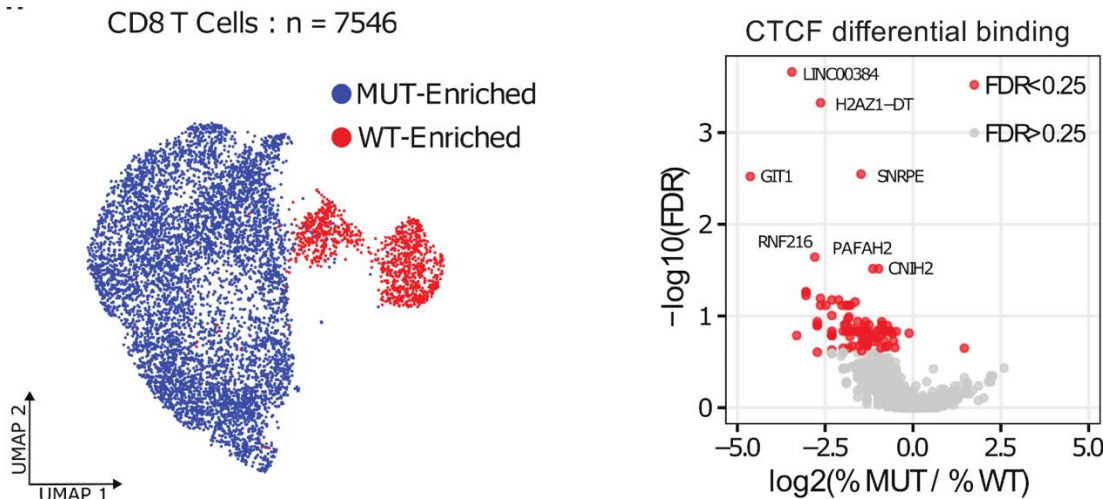 CD8 T Cells : n = 7546
MUT-Enriched
WT-Enriched
UMAP 2
UMAP 1
CTCF differential binding
LINC00384
FDR<0.25
H2AZ1-DT
FDR>0.25
3
GIT1
SNRPE
2
RNF216
PAFAH2
CNIH2
1
0
-log10(FDR)
-5.0
-2.5
0.0
2.5
5.0
log2(% MUT / % WT)